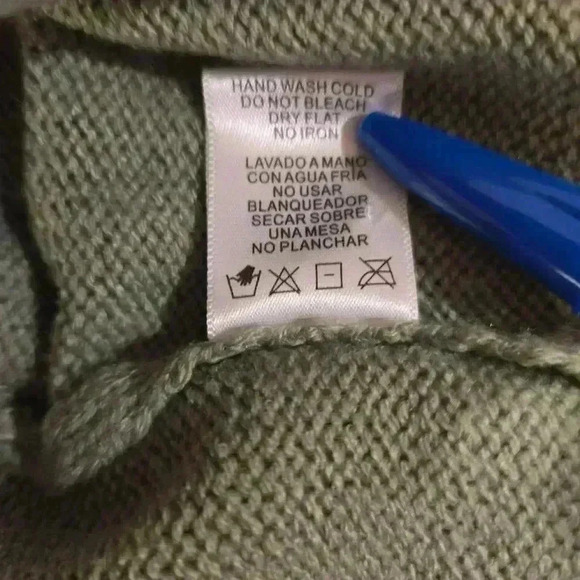 HAND WASH COLD
DO NOT BLEACH
DRY FLAT
NO IRON
LAVADO A MANO
CON AGUA FRIA
NO USAR
BLANQUEADOR
SECAR SOBRE
UNA MESA
NO PLANCHAR